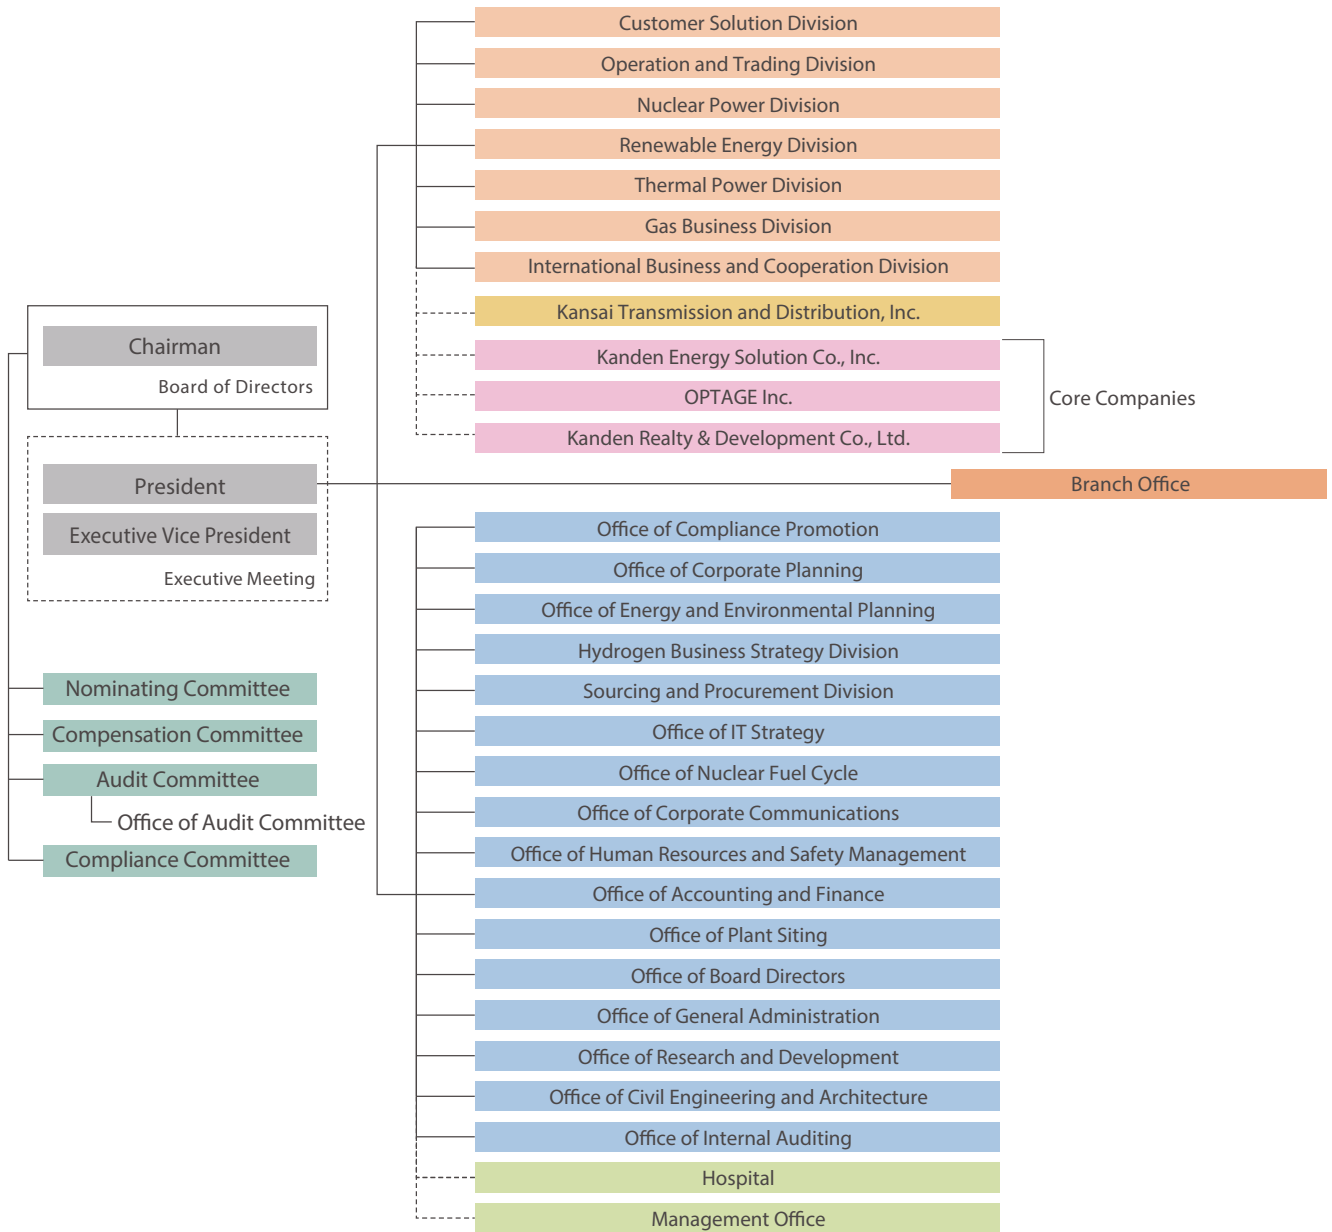 Customer Solution Division
Operation and Trading Division
Nuclear Power Division
Renewable Energy Division
Thermal Power Division
Gas Business Division
International Business and Cooperation Division
Kansai Transmission and Distribution, Inc.
Kanden Energy Solution Co., Inc.
OPTAGE Inc.
Kanden Realty & Development Co., Ltd.
Core Companies
Chairman
Board of Directors
President
Executive Vice President
Executive Meeting
Branch Office
Nominating Committee
Compensation Committee
Audit Committee
Office of Audit Committee
Compliance Committee
Office of Compliance Promotion
Office of Corporate Planning
Office of Energy and Environmental Planning
Hydrogen Business Strategy Division
Sourcing and Procurement Division
Office of IT Strategy
Office of Nuclear Fuel Cycle
Office of Corporate Communications
Office of Human Resources and Safety Management
Office of Accounting and Finance
Office of Plant Siting
Office of Board Directors
Office of General Administration
Office of Research and Development
Office of Civil Engineering and Architecture
Office of Internal Auditing
Hospital
Management Office